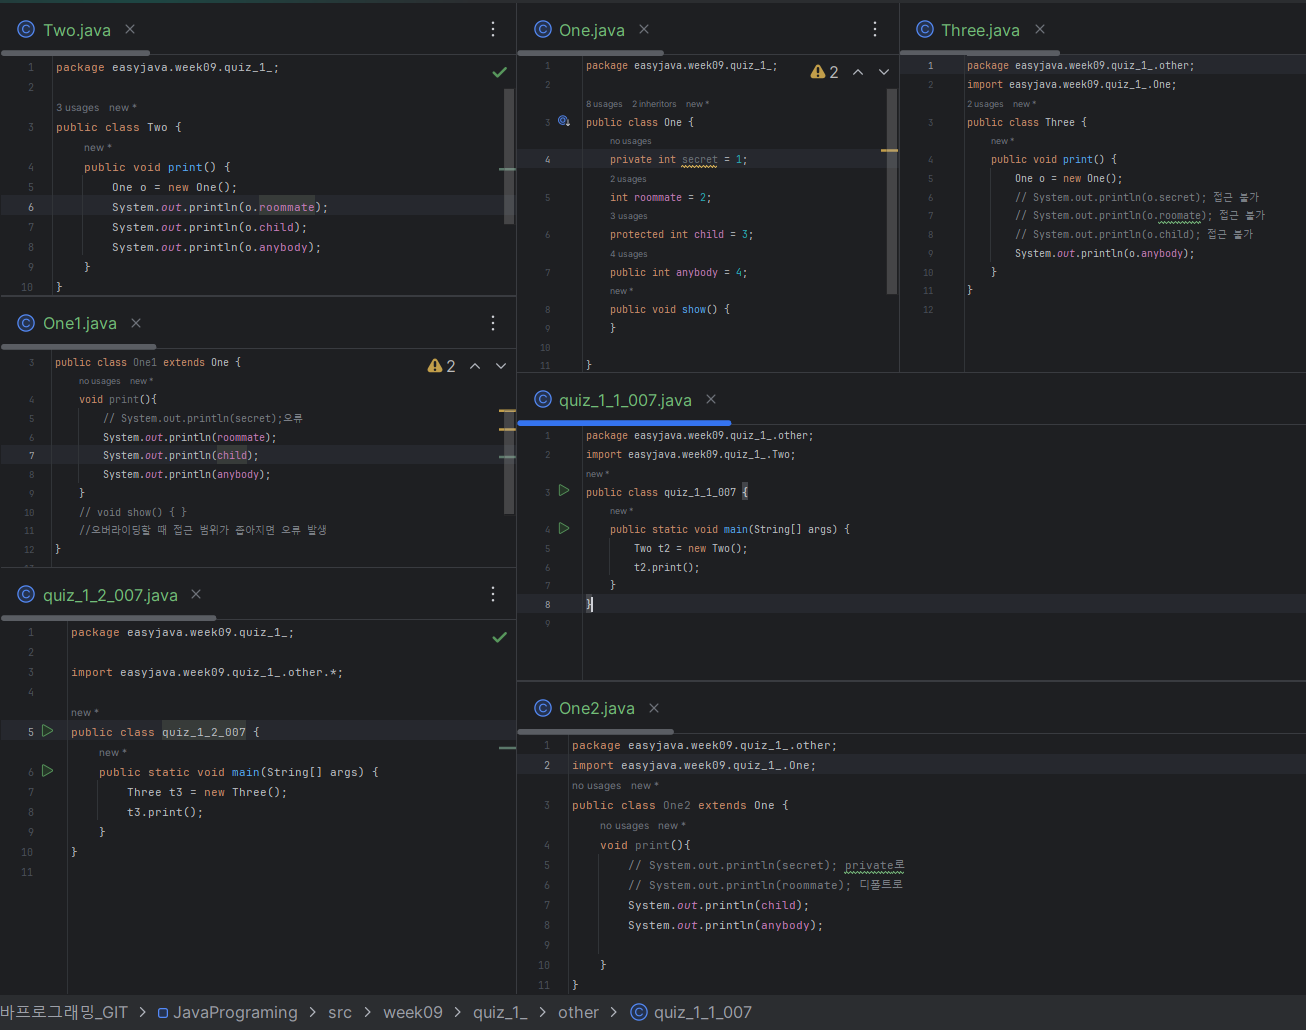 Two.java
1 package easyjava.week09.quiz_1_;
2
3 usages new *
3 public class Two {
new *
4 public void print() {
5 One o = new One();
6 System.out.println(o.roommate);
7 System.out.println(o.child);
8 System.out.println(o.anybody);
9 }
10 }
One1.java
3 public class One1 extends One {
2
no usages new *
4 void print(){
5 // System.out.println(secret);오류
6 System.out.println(roommate);
7 System.out.println(child);
8 System.out.println(anybody);
9 }
10 // void show() { }
11 //오버라이딩할 때 접근 범위가 좁아지면 오류 발생
12 }
quiz_1_2_007.java
1 package easyjava.week09.quiz_1_;
2
3 import easyjava.week09.quiz_1_.other.*;
4
new *
5 public class quiz_1_2_007 {
new *
6 public static void main(String[] args) {
7 Three t3 = new Three();
8 t3.print();
9 }
10 }
11
One.java
1 package easyjava.week09.quiz_1_;
2
2
8 usages 2 inheritors new *
3 public class One {
no usages
4 private int secret = 1;
2 usages
5 int roommate = 2;
3 usages
6 protected int child = 3;
4 usages
7 public int anybody = 4;
new *
8 public void show() {
9 }
10
11 }
Three.java
1 package easyjava.week09.quiz_1_.other;
2 import easyjava.week09.quiz_1_.One;
2 usages new *
3 public class Three {
new *
4 public void print() {
5 One o = new One();
6 // System.out.println(o.secret); 접근 불가
7 // System.out.println(o.roomate); 접근 불가
8 // System.out.println(o.child); 접근 불가
9 System.out.println(o.anybody);
10 }
11 }
12
quiz_1_1_007.java
1 package easyjava.week09.quiz_1_.other;
2 import easyjava.week09.quiz_1_.Two;
new *
3 public class quiz_1_1_007 {
new *
4 public static void main(String[] args) {
5 Two t2 = new Two();
6 t2.print();
7 }
8 }
9
One2.java
1 package easyjava.week09.quiz_1_.other;
2 import easyjava.week09.quiz_1_.One;
no usages new *
3 public class One2 extends One {
no usages new *
4 void print(){
5 // System.out.println(secret); private로
6 // System.out.println(roommate); 디폴트로
7 System.out.println(child);
8 System.out.println(anybody);
9
10 }
11 }
바프로그래밍_GIT > JavaPrograming > src > week09 > quiz_1_ > other > quiz_1_1_007